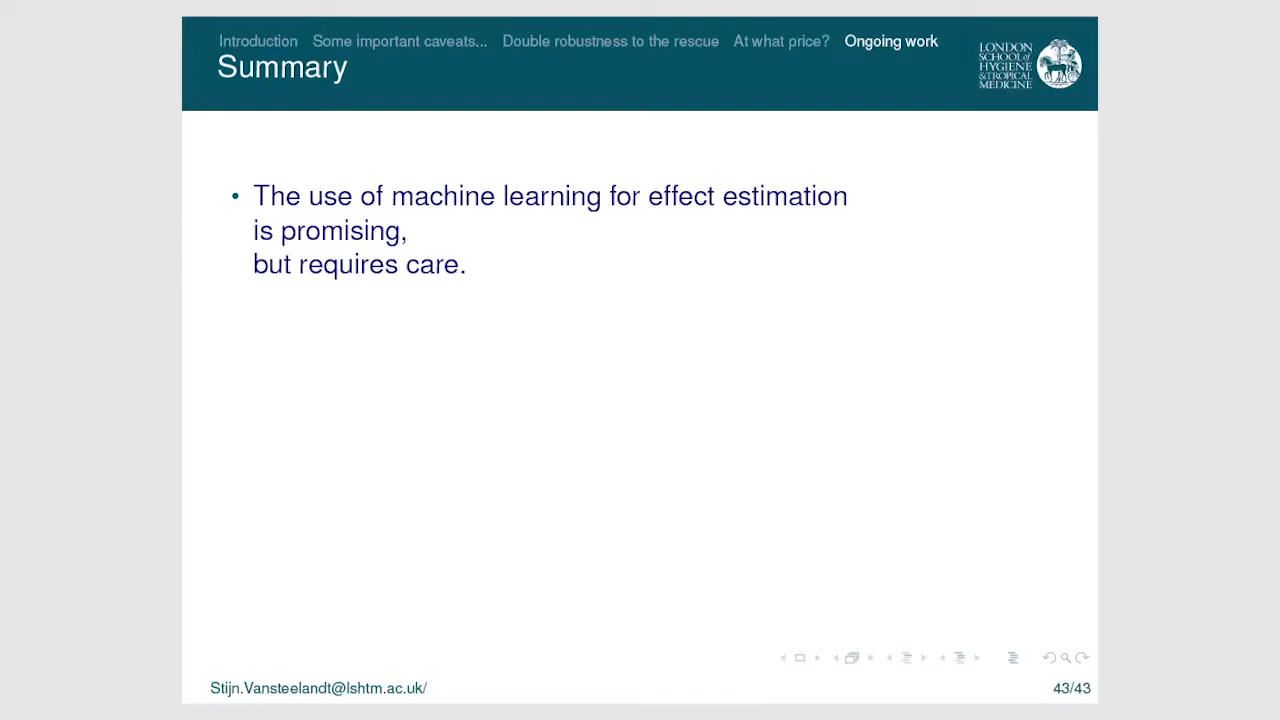 Introduction Some important caveats... Double robustness to the rescue At what price? Ongoing work
Summary
LONDON
SCHOOL of
HYGIENE
&TROPICAL
MEDICINE
• The use of machine learning for effect estimation
is promising,
but requires care.
Stijn.Vansteelandt@lshtm.ac.uk/ 43/43